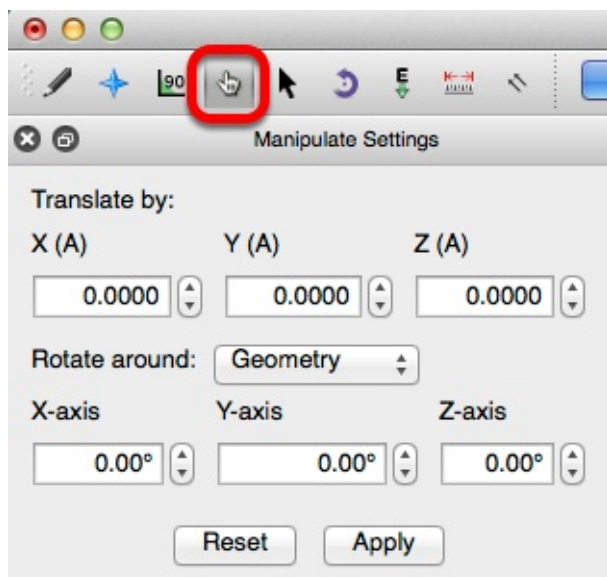 90
E
Manipulate Settings
Translate by:
X (A) Y (A) Z (A)
0.0000 0.0000 0.0000
Rotate around: Geometry
X-axis Y-axis Z-axis
0.00° 0.00° 0.00°
Reset Apply